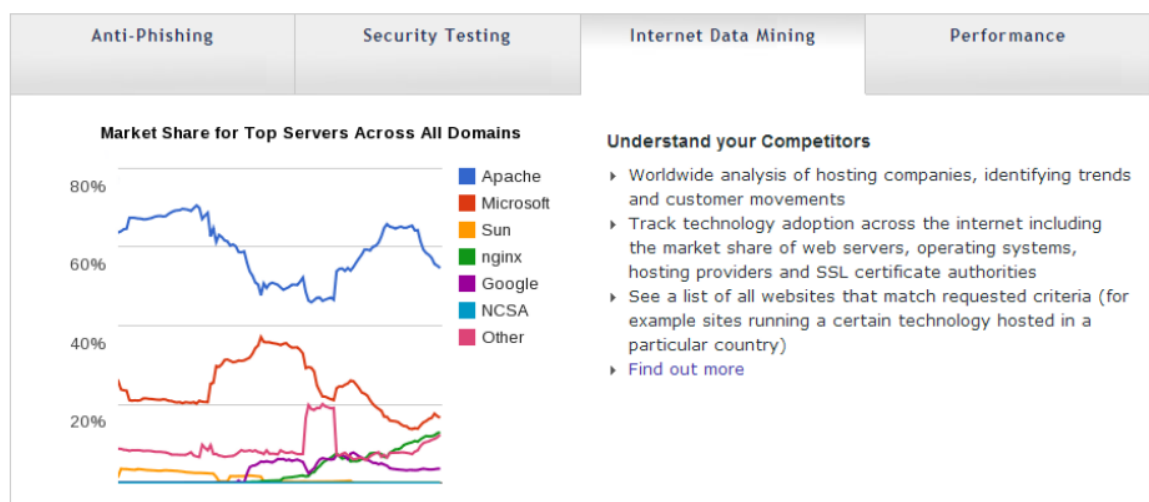 Anti-Phishing
Security Testing
Internet Data Mining
Performance
Market Share for Top Servers Across All Domains
80%
60%
40%
20%
Apache
Microsoft
Sun
nginx
Google
NCSA
Other
Understand your Competitors
Worldwide analysis of hosting companies, identifying trends
and customer movements
Track technology adoption across the internet including
the market share of web servers, operating systems,
hosting providers and SSL certificate authorities
See a list of all websites that match requested criteria (for
example sites running a certain technology hosted in a
particular country)
Find out more